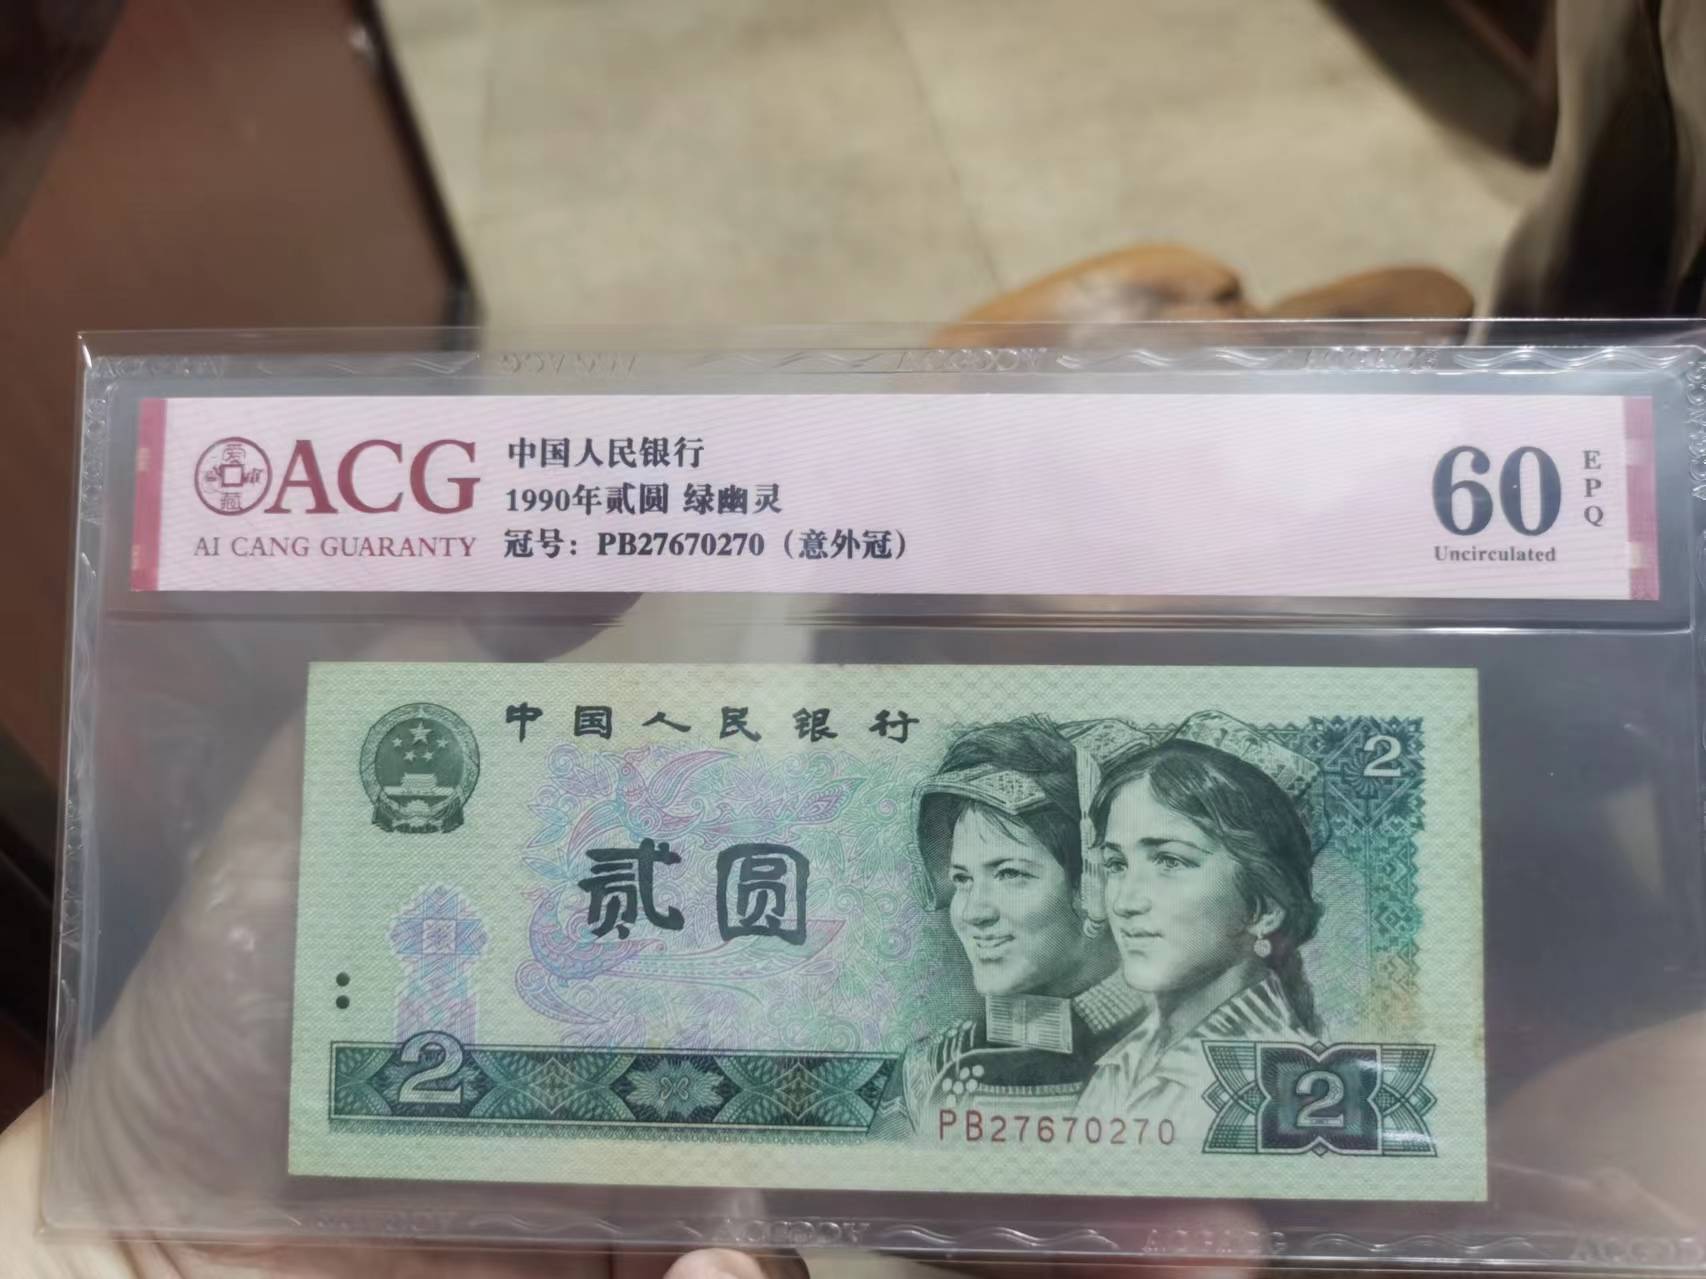 ACG
AI CANG GUARANTY
中国人民银行
1990年贰圆 绿幽灵
冠号：PB27670270（意外冠）
60
EPQ
Uncirculated
中国人民银行
2
贰圆
2
PB27670270
2